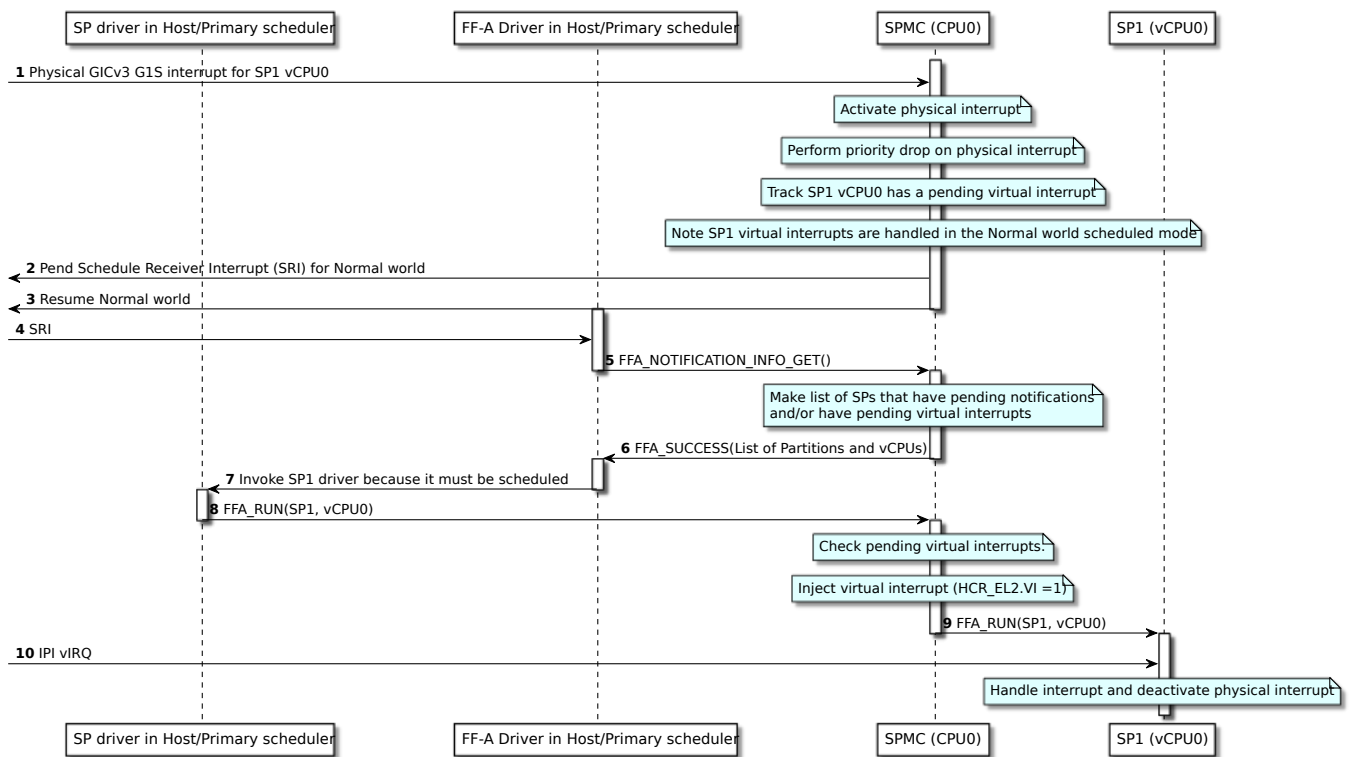 SP driver in Host/Primary scheduler
FF-A Driver in Host/Primary scheduler
SPMC (CPU0)
SP1 (vCPU0)
1 Physical GICv3 G1S interrupt for SP1 vCPU0
Activate physical interrupt
Perform priority drop on physical interrupt
Track SP1 vCPU0 has a pending virtual interrupt
Note SP1 virtual interrupts are handled in the Normal world scheduled mode
2 Pend Schedule Receiver Interrupt (SRI) for Normal world
3 Resume Normal world
4 SRI
5 FFA_NOTIFICATION_INFO_GET()
Make list of SPs that have pending notifications
and/or have pending virtual interrupts
6 FFA_SUCCESS(List of Partitions and vCPUs)
7 Invoke SP1 driver because it must be scheduled
8 FFA_RUN(SP1, vCPU0)
Check pending virtual interrupts.
Inject virtual interrupt (HCR_EL2.VI =1)
9 FFA_RUN(SP1, vCPU0)
10 IPI vIRQ
Handle interrupt and deactivate physical interrupt
SP driver in Host/Primary scheduler
FF-A Driver in Host/Primary scheduler
SPMC (CPU0)
SP1 (vCPU0)